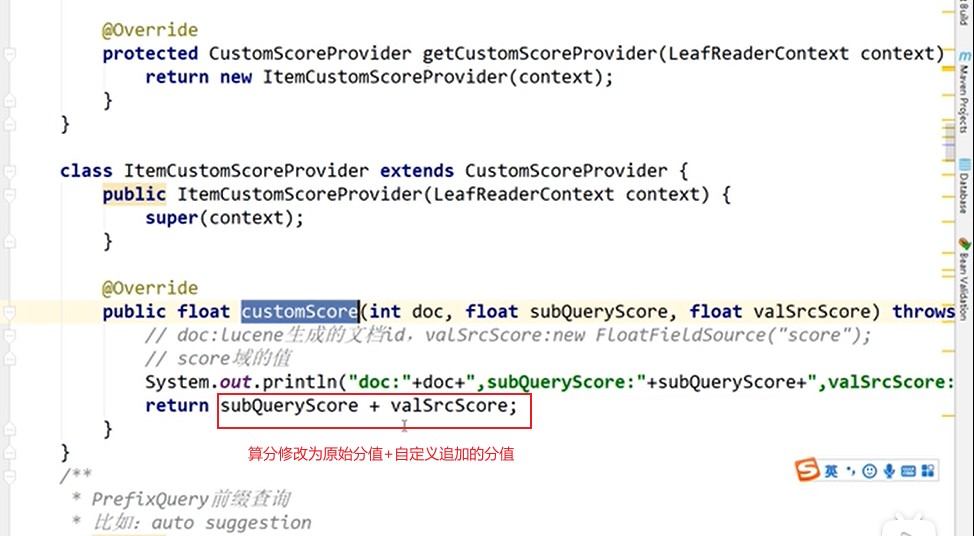 @Override
protected CustomScoreProvider getCustomScoreProvider(LeafReaderContext context)
return new ItemCustomScoreProvider(context);
}
}
class ItemCustomScoreProvider extends CustomScoreProvider {
public ItemCustomScoreProvider(LeafReaderContext context) {
super(context);
}
@Override
public float customScore(int doc, float subQueryScore, float valSrcScore) throws
// doc:lucene生成的文档id，valSrcScore:new FloatFieldSource("score");
// score域的值
System.out.println("doc:"+doc+",subQueryScore:"+subQueryScore+",valSrcScore:
return subQueryScore + valSrcScore;
}
算分修改为原始分值+自定义追加的分值
}
/**
* PrefixQuery前缀查询
* 比如：auto suggestion
英
Build
Maven Projects
Database
Bean Validation